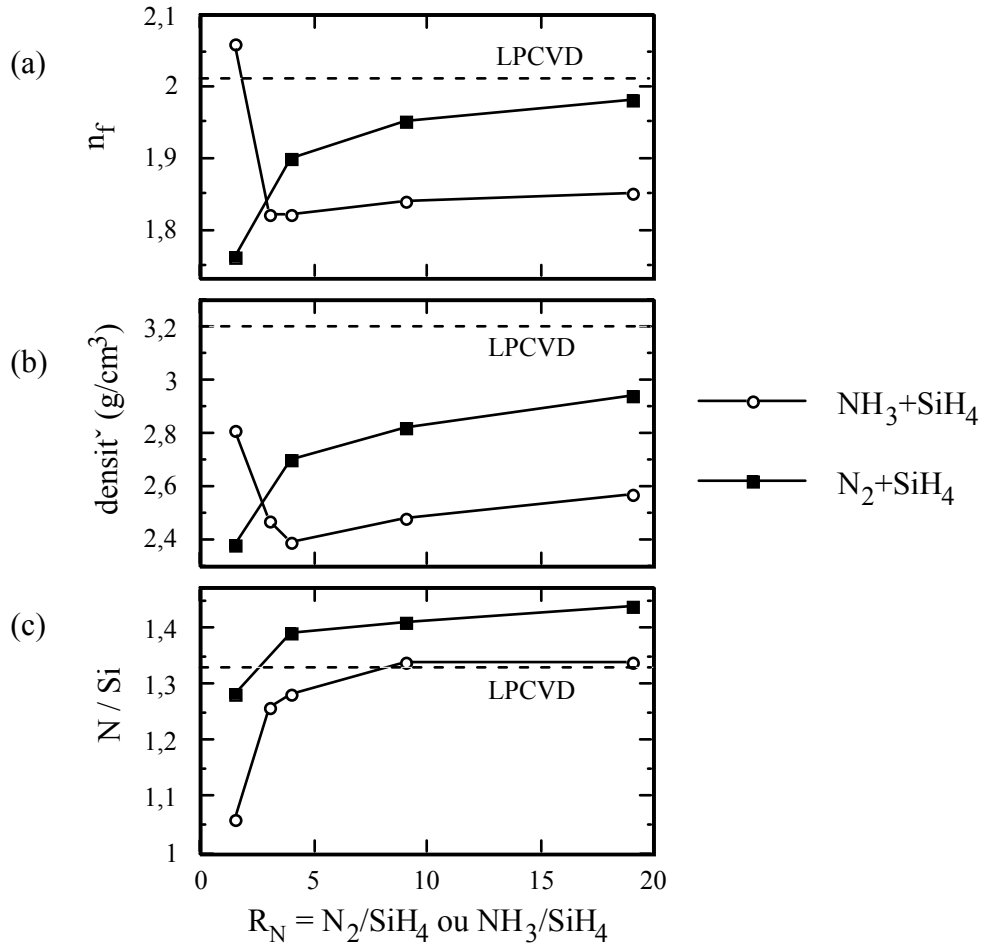 (a)
n_f
2,1
2
1,9
1,8
LPCVD
(b)
densitˇ (g/cm³)
3,2
3
2,8
2,6
2,4
LPCVD
NH₃+SiH₄
N₂+SiH₄
(c)
N / Si
1,4
1,3
1,2
1,1
1
LPCVD
0 5 10 15 20
R_N = N₂/SiH₄ ou NH₃/SiH₄